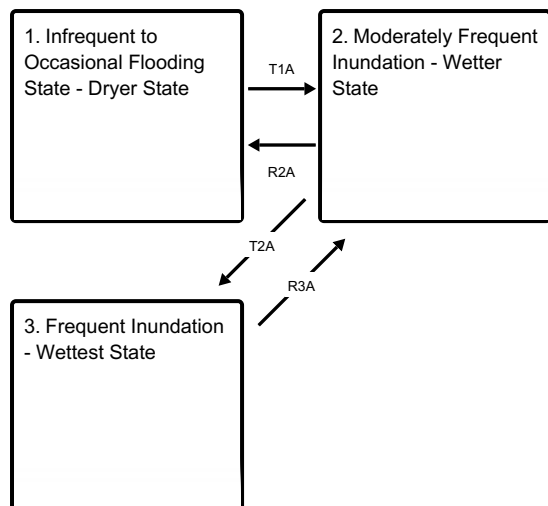 1. Infrequent to
Occasional Flooding
State - Dryer State
T1A
2. Moderately Frequent
Inundation - Wetter
State
R2A
T2A
R3A
3. Frequent Inundation
- Wettest State